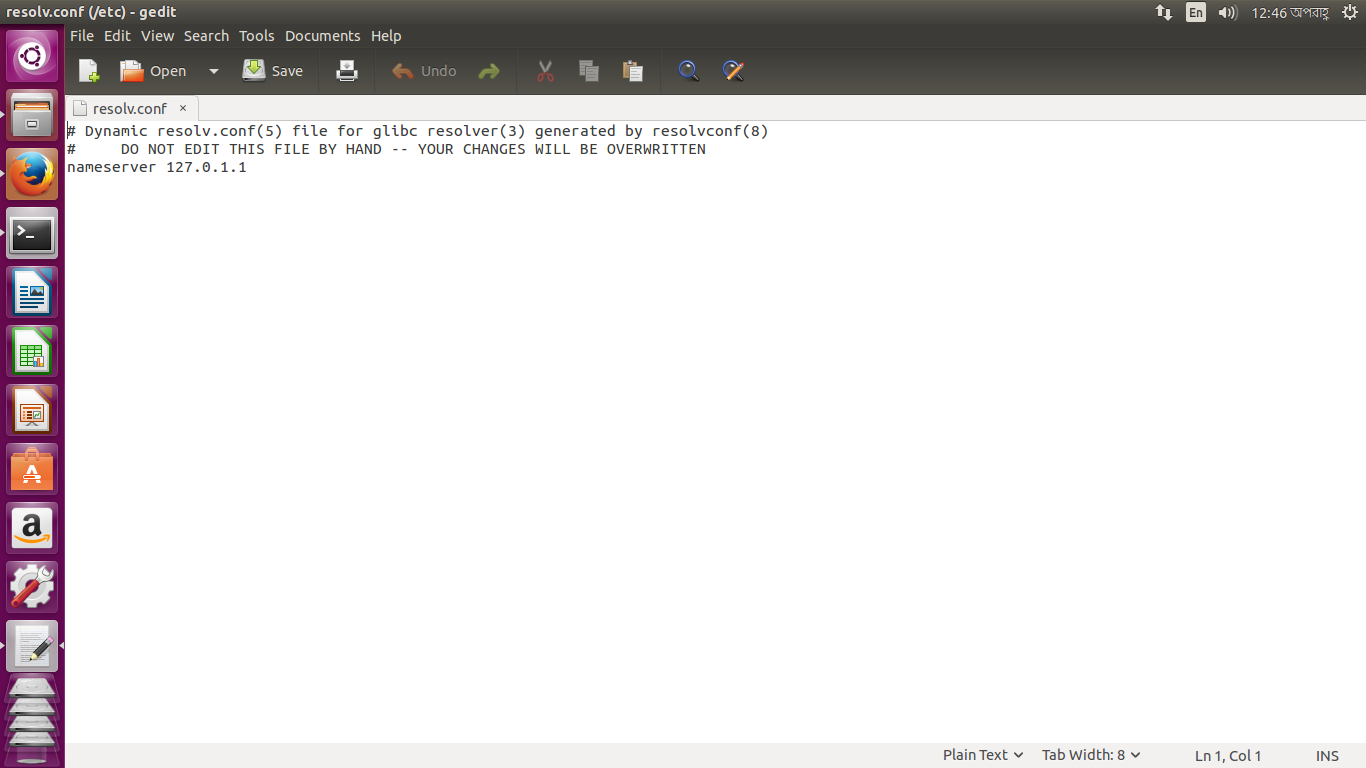 resolv.conf (/etc) - gedit
En
12:46 অপরাহ্ণ
File Edit View Search Tools Documents Help
Open
Save
Undo
resolv.conf ×
# Dynamic resolv.conf(5) file for glibc resolver(3) generated by resolvconf(8)
#     DO NOT EDIT THIS FILE BY HAND -- YOUR CHANGES WILL BE OVERWRITTEN
nameserver 127.0.1.1
Plain Text
Tab Width: 8
Ln 1, Col 1
INS